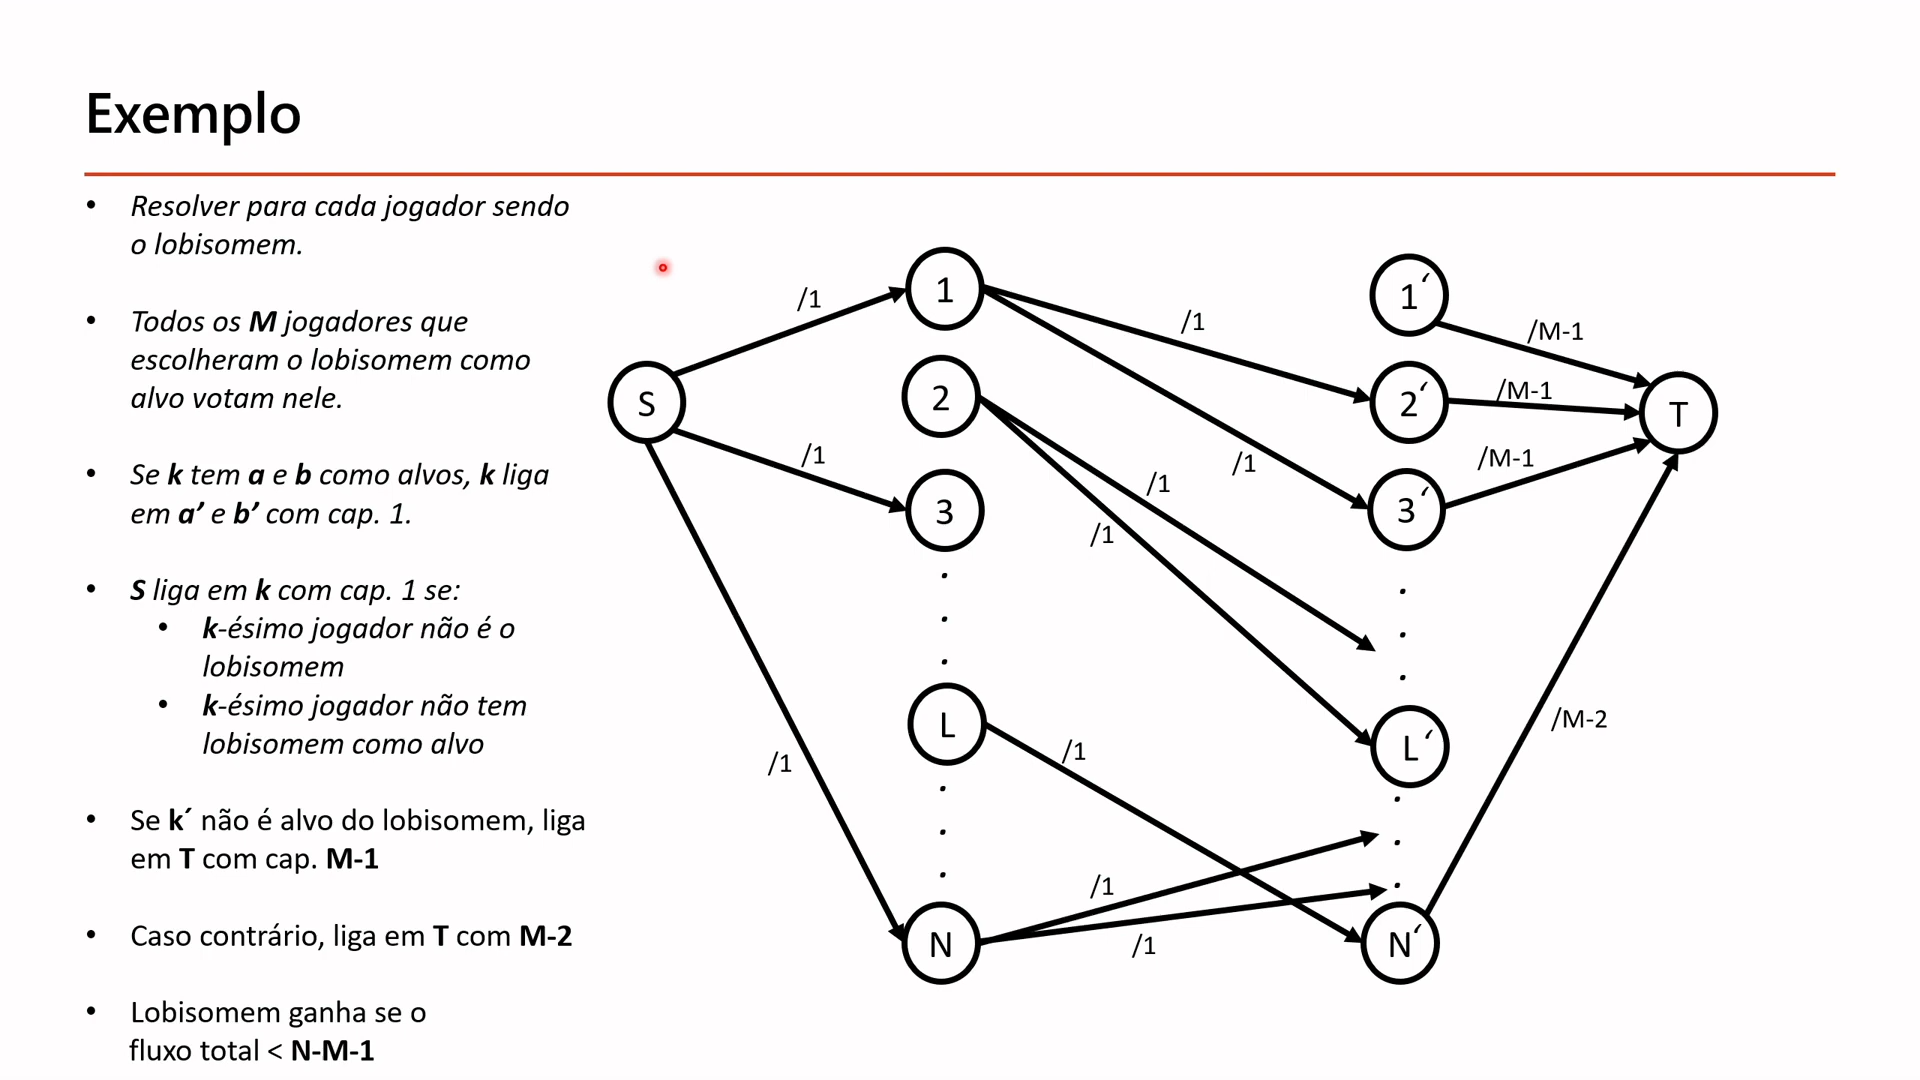 Exemplo
• Resolver para cada jogador sendo
o lobisomem.
• Todos os M jogadores que
escolheram o lobisomem como
alvo votam nele.
• Se k tem a e b como alvos, k liga
em a’ e b’ com cap. 1.
• S liga em k com cap. 1 se:
• k-ésimo jogador não é o
lobisomem
• k-ésimo jogador não tem
lobisomem como alvo
• Se k´ não é alvo do lobisomem, liga
em T com cap. M-1
• Caso contrário, liga em T com M-2
• Lobisomem ganha se o
fluxo total < N-M-1
S
/1
/1
/1
1
2
3
.
.
.
L
.
.
.
N
/1
/1
/1
/1
/1
/1
/1
1‘
2‘
3‘
.
.
.
L‘
.
.
.
N‘
/M-1
/M-1
/M-1
/M-2
T